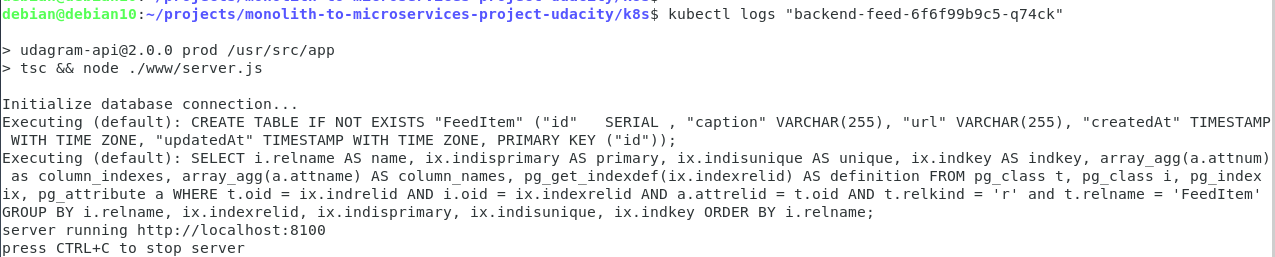 debian@debian10:~/projects/monolith-to-microservices-project-udacity/k8s$ kubectl logs "backend-feed-6f6f99b9c5-q74ck"
> udagram-api@2.0.0 prod /usr/src/app
> tsc && node ./www/server.js
Initialize database connection...
Executing (default): CREATE TABLE IF NOT EXISTS "FeedItem" ("id"   SERIAL , "caption" VARCHAR(255), "url" VARCHAR(255), "createdAt" TIMESTAMP
 WITH TIME ZONE, "updatedAt" TIMESTAMP WITH TIME ZONE, PRIMARY KEY ("id"));
Executing (default): SELECT i.relname AS name, ix.indisprimary AS primary, ix.indisunique AS unique, ix.indkey AS indkey, array_agg(a.attnum)
 as column_indexes, array_agg(a.attname) AS column_names, pg_get_indexdef(ix.indexrelid) AS definition FROM pg_class t, pg_class i, pg_index
ix, pg_attribute a WHERE t.oid = ix.indrelid AND i.oid = ix.indexrelid AND a.attrelid = t.oid AND t.relkind = 'r' and t.relname = 'FeedItem'
GROUP BY i.relname, ix.indexrelid, ix.indisprimary, ix.indisunique, ix.indkey ORDER BY i.relname;
server running http://localhost:8100
press CTRL+C to stop server